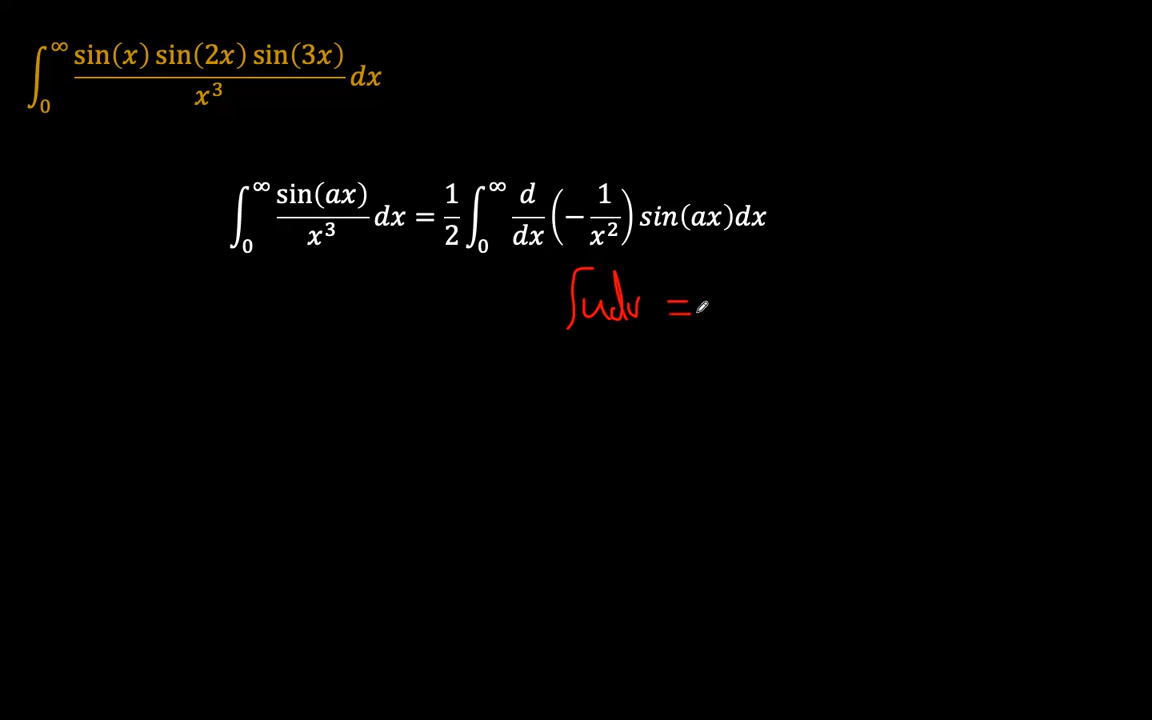 ∫₀^∞ sin(x) sin(2x) sin(3x) / x³ dx
∫₀^∞ sin(ax) / x³ dx = 1/2 ∫₀^∞ d/dx (−1/x²) sin(ax)dx
∫udv =